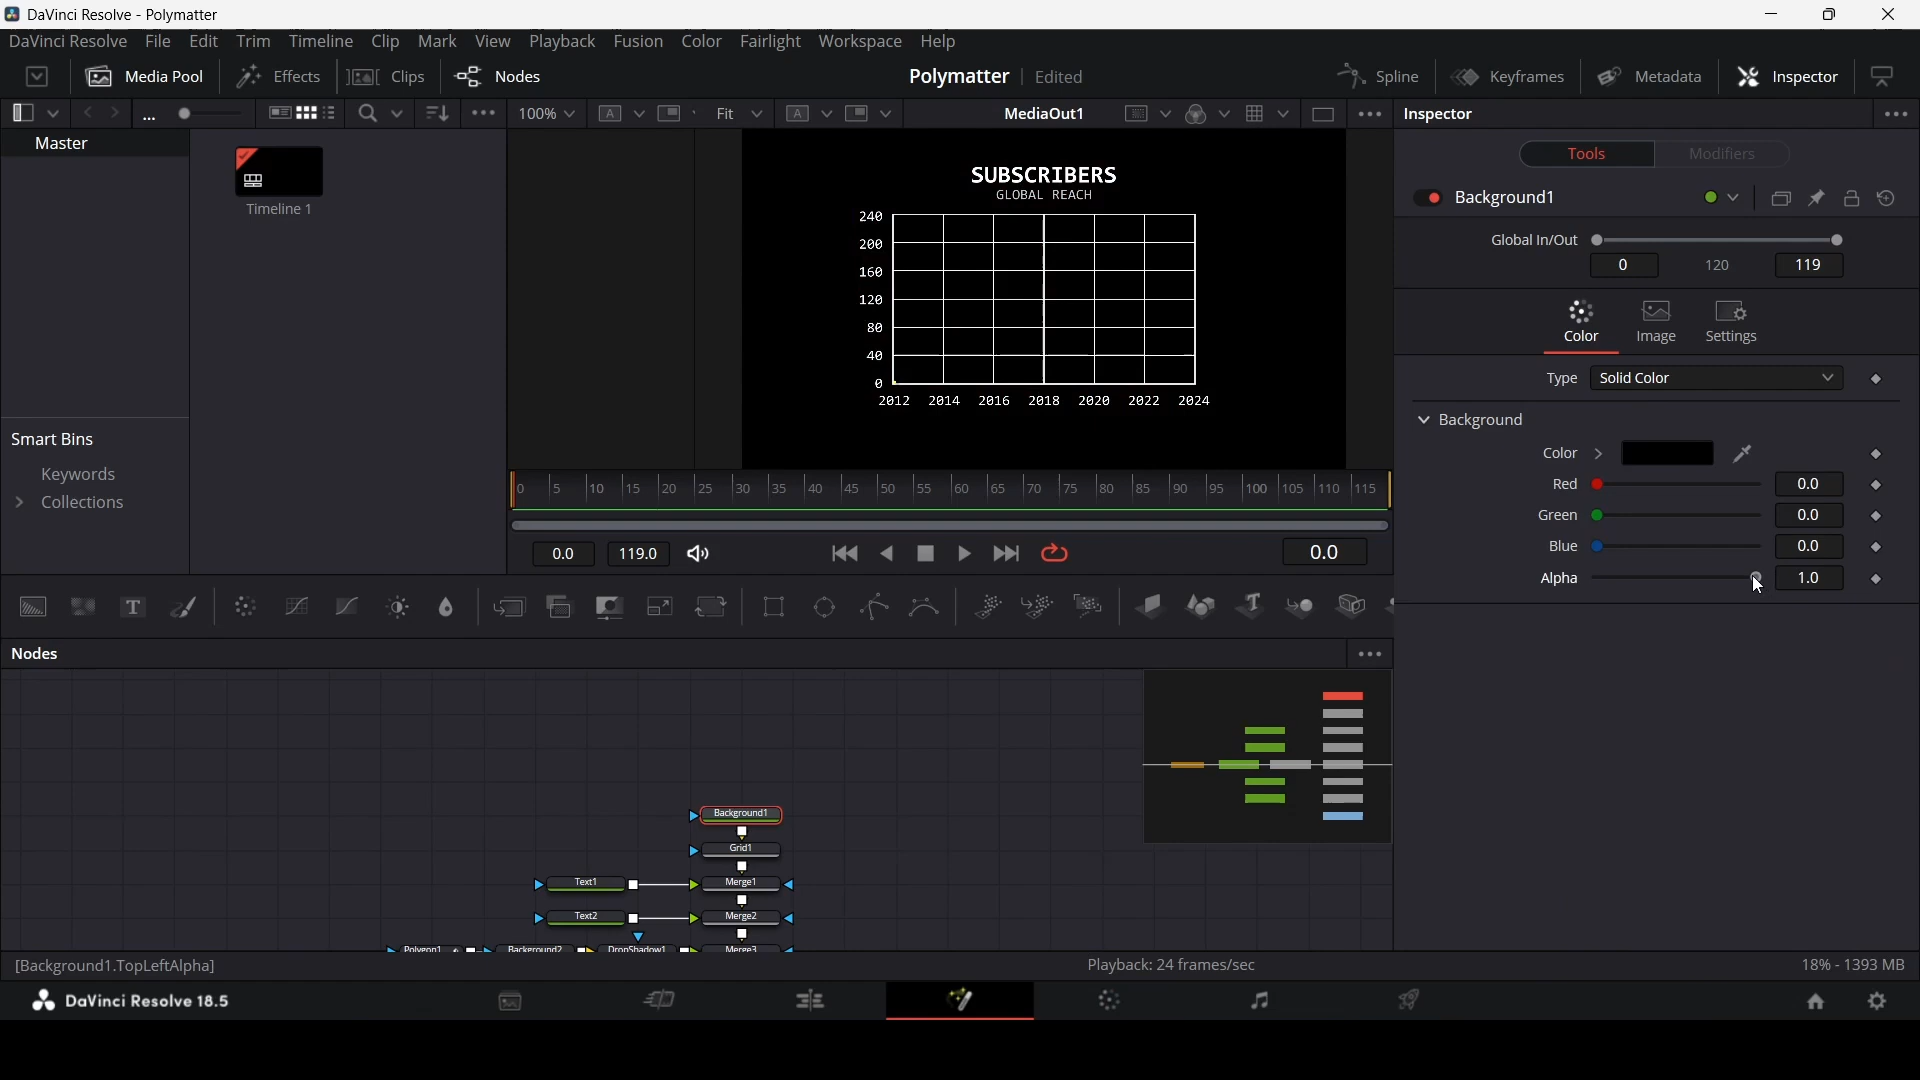 DaVinci Resolve - Polymatter
DaVinci Resolve File Edit Trim Timeline Clip Mark View Playback Fusion Color Fairlight Workspace Help
Media Pool Effects Clips Nodes Polymatter Edited Spline Keyframes Metadata Inspector
... 100% A Fit A MediaOut1 Inspector
Master
Timeline 1
Smart Bins
Keywords
Collections
SUBSCRIBERS
GLOBAL REACH
240
200
160
120
80
40
0
2012 2014 2016 2018 2020 2022 2024
0 5 10 15 20 25 30 35 40 45 50 55 60 65 70 75 80 85 90 95 100 105 110 115
0.0 119.0 0.0
Tools Modifiers
Background1
Global In/Out
0 120 119
Color Image Settings
Type Solid Color
Background
Color
Red 0.0
Green 0.0
Blue 0.0
Alpha 1.0
T T
Nodes
Background1
Grid1
Text1 Merge1
Text2 Merge2
Polygon1 Background2 DropShadow1 Merge3
[Background1.TopLeftAlpha] Playback: 24 frames/sec 18% - 1393 MB
DaVinci Resolve 18.5